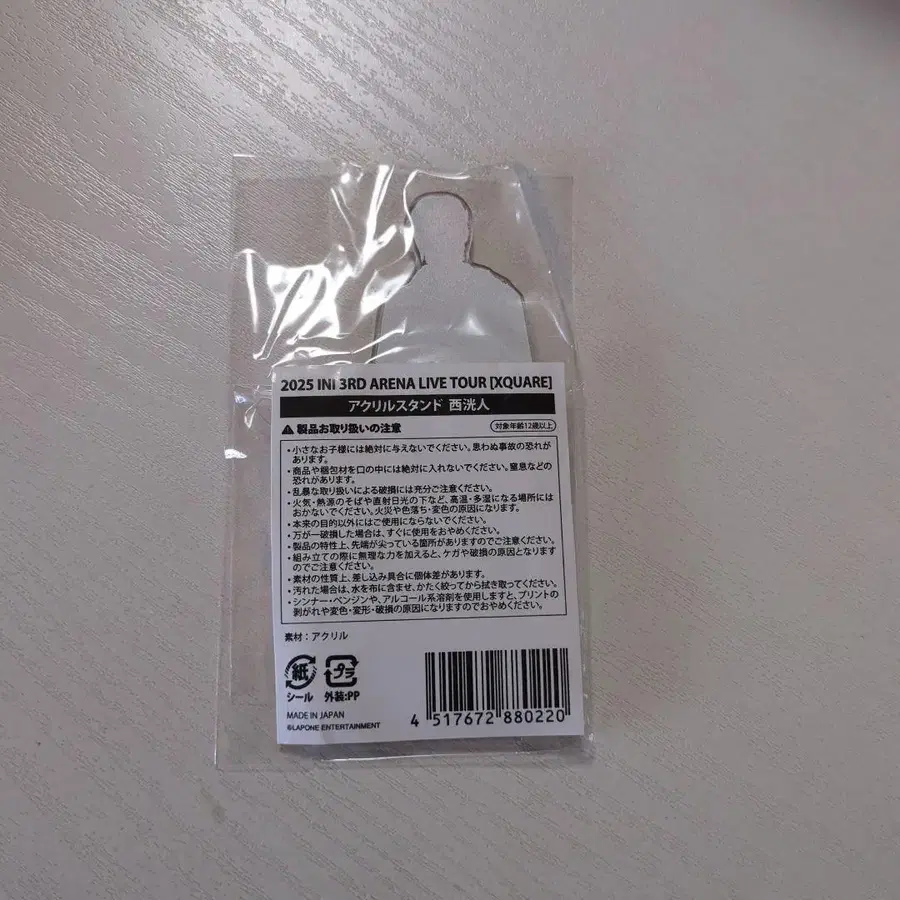 2025 INI 3RD ARENA LIVE TOUR [XQUARE]
アクリルスタンド 西洸人
製品お取り扱いの注意
対象年齢12歳以上
・小さなお子様には絶対に与えないでください。思わぬ事故の恐れが
あります。
・商品や梱包材を口の中には絶対に入れないでください。窒息などの
恐れがあります。
・乱暴な取り扱いによる破損には充分ご注意ください。
・火気・熱源のそばや直射日光の下など、高温・多湿になる場所には
おかないでください。火災や色落ち・変色の原因になります。
・本来の目的以外にはご使用にならないでください。
・万が一破損した場合は、すぐに使用をおやめください。
・製品の特性上、先端が尖っている箇所がありますのでご注意ください。
・組み立ての際に無理な力を加えると、ケガや破損の原因となります
のでご注意ください。
・素材の性質上、差し込み具合に個体差があります。
・汚れた場合は、水を布に含ませ、かたく絞ってから拭き取ってください。
・シンナー・ベンジンや、アルコール系溶剤を使用しますと、プリントの
剥がれや変色・変形・破損の原因になりますのでおやめください。
素材：アクリル
紙 プラ
シール 外装:PP
MADE IN JAPAN
©LAPONE ENTERTAINMENT
4 517672 880220